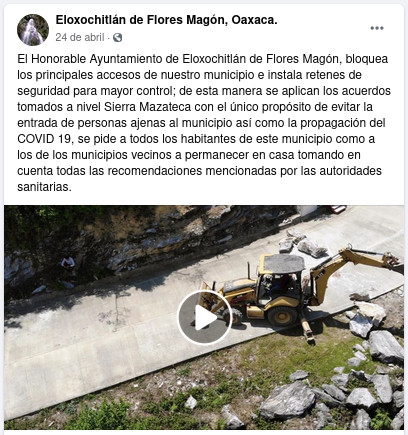 Eloxochitlán de Flores Magón, Oaxaca.
24 de abril ·
El Honorable Ayuntamiento de Eloxochitlán de Flores Magón, bloquea
los principales accesos de nuestro municipio e instala retenes de
seguridad para mayor control; de esta manera se aplican los acuerdos
tomados a nivel Sierra Mazateca con el único propósito de evitar la
entrada de personas ajenas al municipio así como la propagación del
COVID 19, se pide a todos los habitantes de este municipio como a
los de los municipios vecinos a permanecer en casa tomando en
cuenta todas las recomendaciones mencionadas por las autoridades
sanitarias.